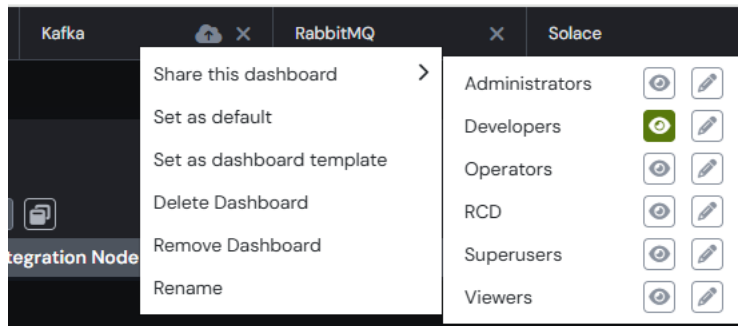 Kafka
RabbitMQ
Solace
Share this dashboard
Set as default
Set as dashboard template
Delete Dashboard
Remove Dashboard
Rename
Administrators
Developers
Operators
RCD
Superusers
Viewers
tegration Node